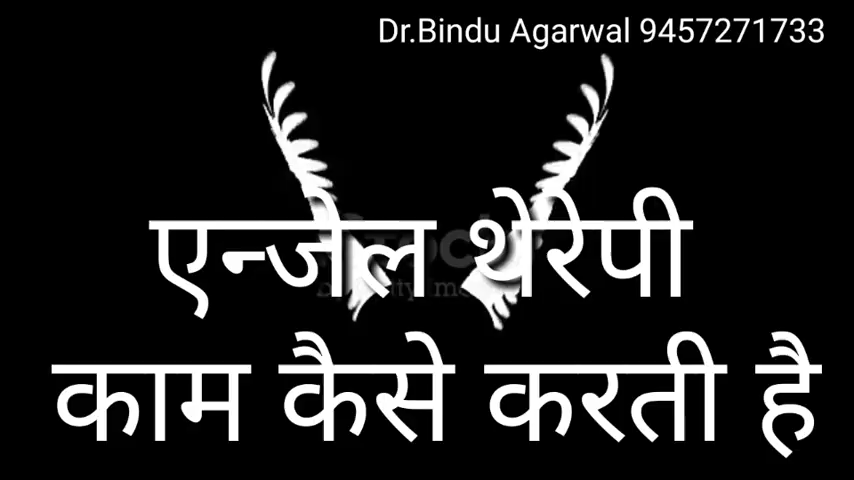 Dr.Bindu Agarwal 9457271733
एन्जेल थेरेपी
काम कैसे करती है